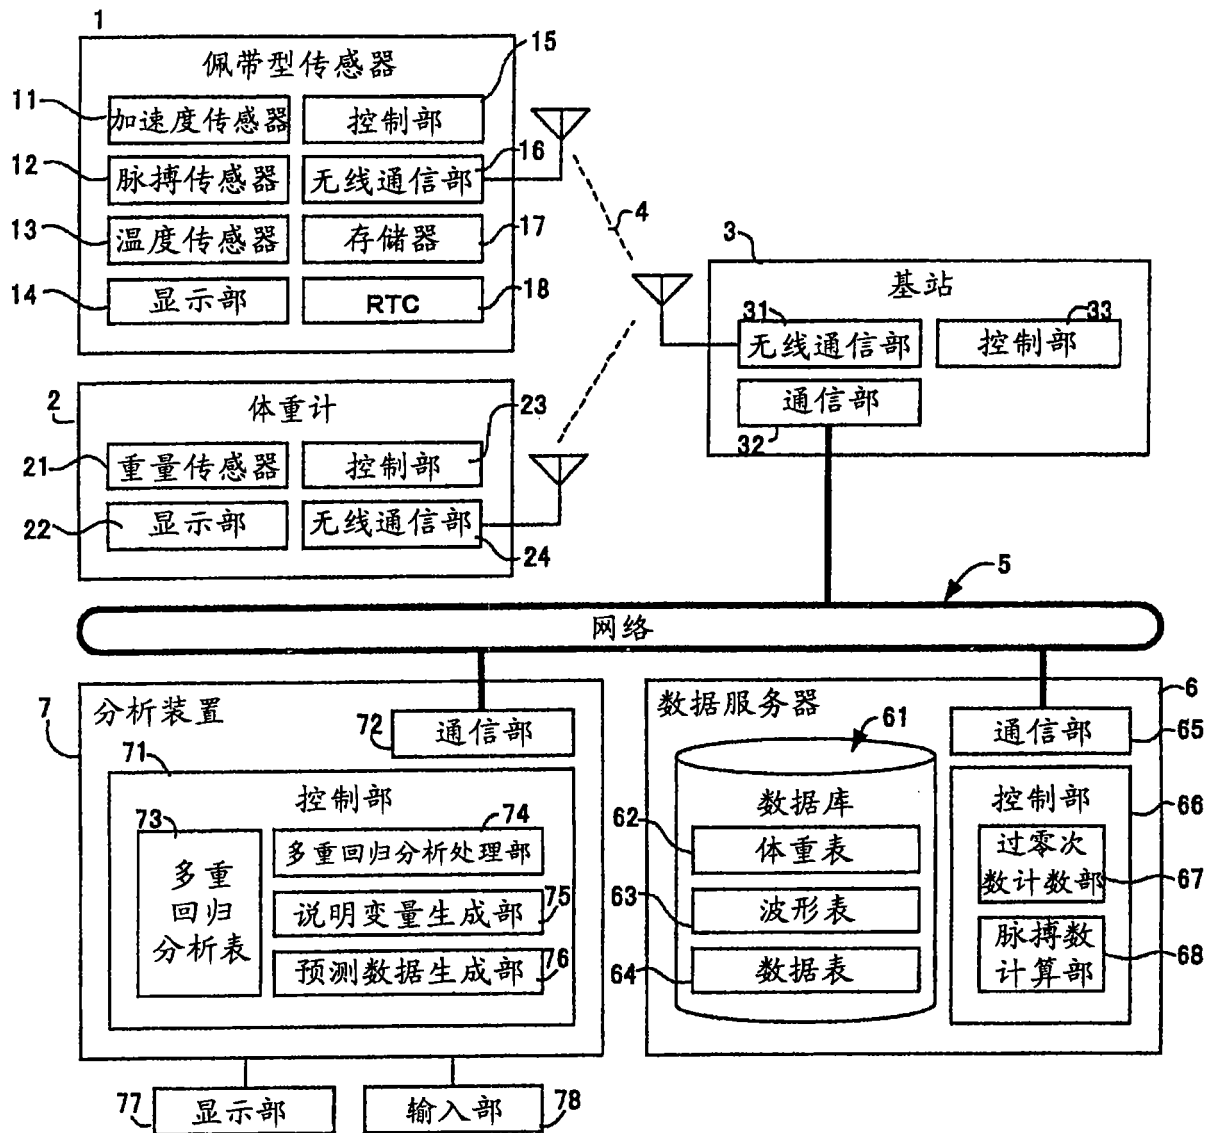 1
佩带型传感器
15
11
加速度传感器
控制部
12
脉搏传感器
无线通信部
16
13
温度传感器
存储器
17
14
显示部
RTC
18
4
3
基站
31
33
无线通信部
控制部
通信部
32
2
体重计
23
21
重量传感器
控制部
22
显示部
无线通信部
24
5
网络
7
分析装置
72
通信部
71
控制部
73
多重
回归
分析表
74
多重回归分析处理部
说明变量生成部
75
预测数据生成部
76
77
显示部
输入部
78
6
数据服务器
61
通信部
65
数据库
62
体重表
63
波形表
64
数据表
控制部
66
过零次
数计数部
67
脉搏数
计算部
68